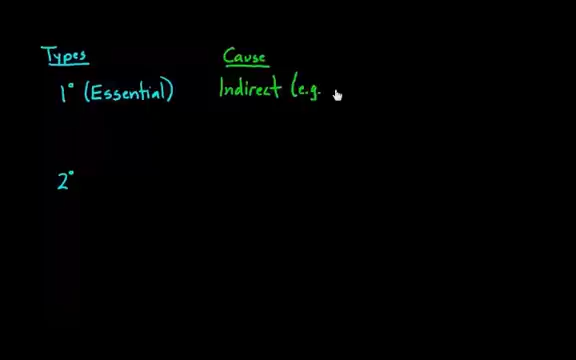 Types Cause
1° (Essential) Indirect (e.g.
2°